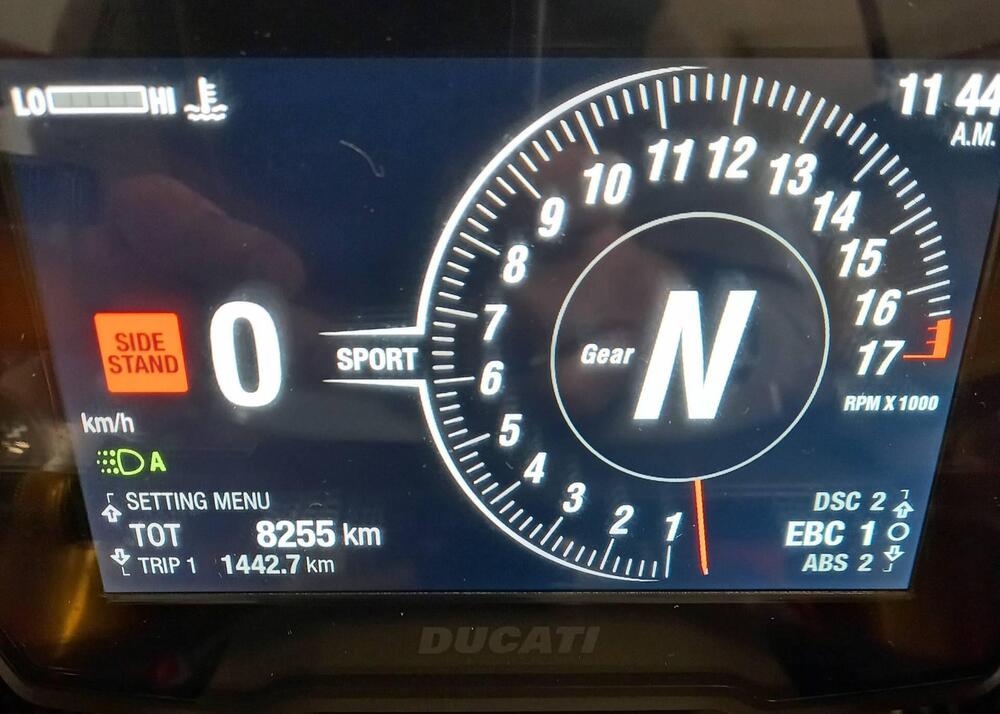 LO HI
11 44
A.M.
11 12
10 13
9 14
8 15
7 16
6 17
5
4
3
2
1
RPM X 1000
Gear N
SPORT
SIDE
STAND
0
km/h
A
SETTING MENU
TOT 8255 km
TRIP 1 1442.7 km
DSC 2
EBC 1
ABS 2
DUCATI